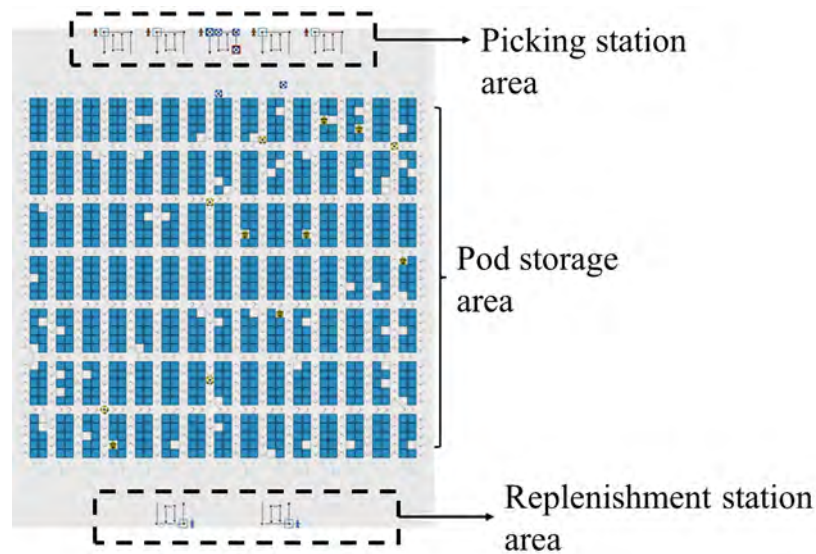 Picking station
area
Pod storage
area
Replenishment station
area